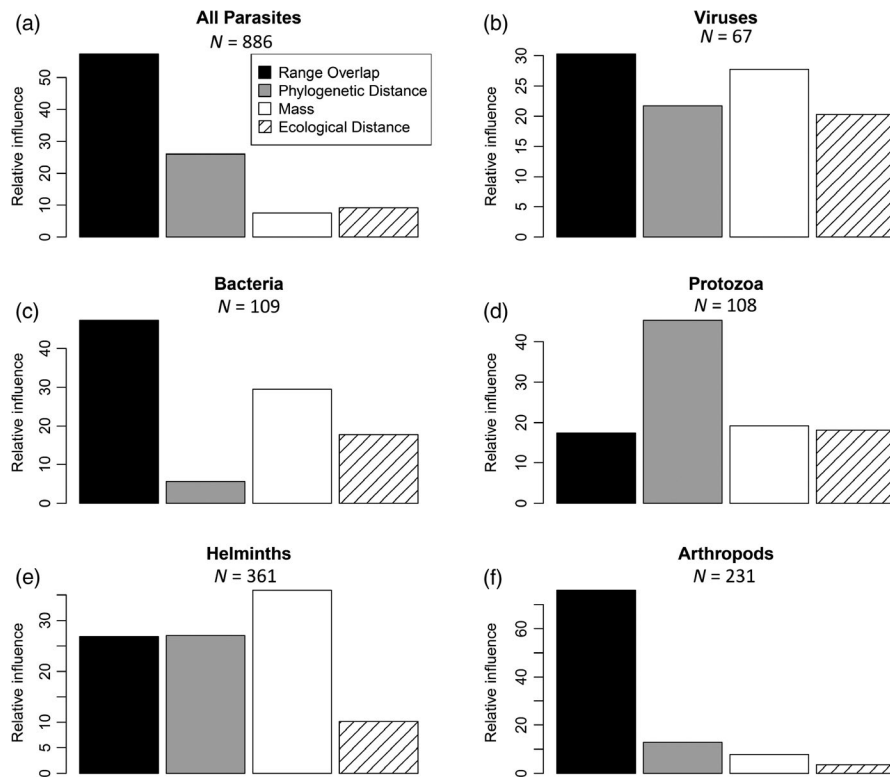 (a)
All Parasites
N = 886
Relative influence
0 10 20 30 40 50
Range Overlap
Phylogenetic Distance
Mass
Ecological Distance
(b)
Viruses
N = 67
Relative influence
0 5 10 15 20 25 30
(c)
Bacteria
N = 109
Relative influence
0 10 20 30 40
(d)
Protozoa
N = 108
Relative influence
0 10 20 30 40
(e)
Helminths
N = 361
Relative influence
0 5 10 20 30
(f)
Arthropods
N = 231
Relative influence
0 20 40 60